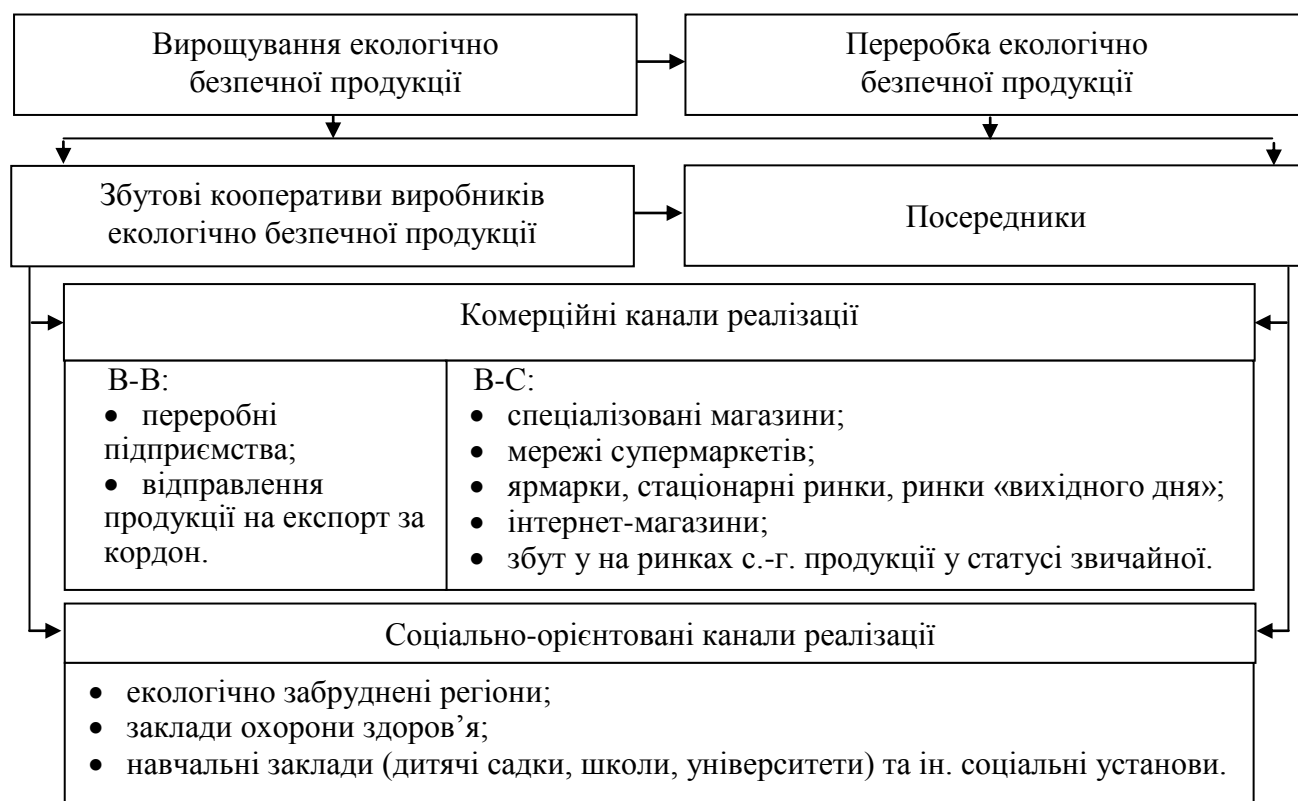 Вирощування екологічно
безпечної продукції
Переробка екологічно
безпечної продукції
Збутові кооперативи виробників
екологічно безпечної продукції
Посередники
Комерційні канали реалізації
В-В:
• переробні
підприємства;
• відправлення
продукції на експорт за
кордон.
В-С:
• спеціалізовані магазини;
• мережі супермаркетів;
• ярмарки, стаціонарні ринки, ринки «вихідного дня»;
• інтернет-магазини;
• збут у на ринках с.-г. продукції у статусі звичайної.
Соціально-орієнтовані канали реалізації
• екологічно забруднені регіони;
• заклади охорони здоров’я;
• навчальні заклади (дитячі садки, школи, університети) та ін. соціальні установи.